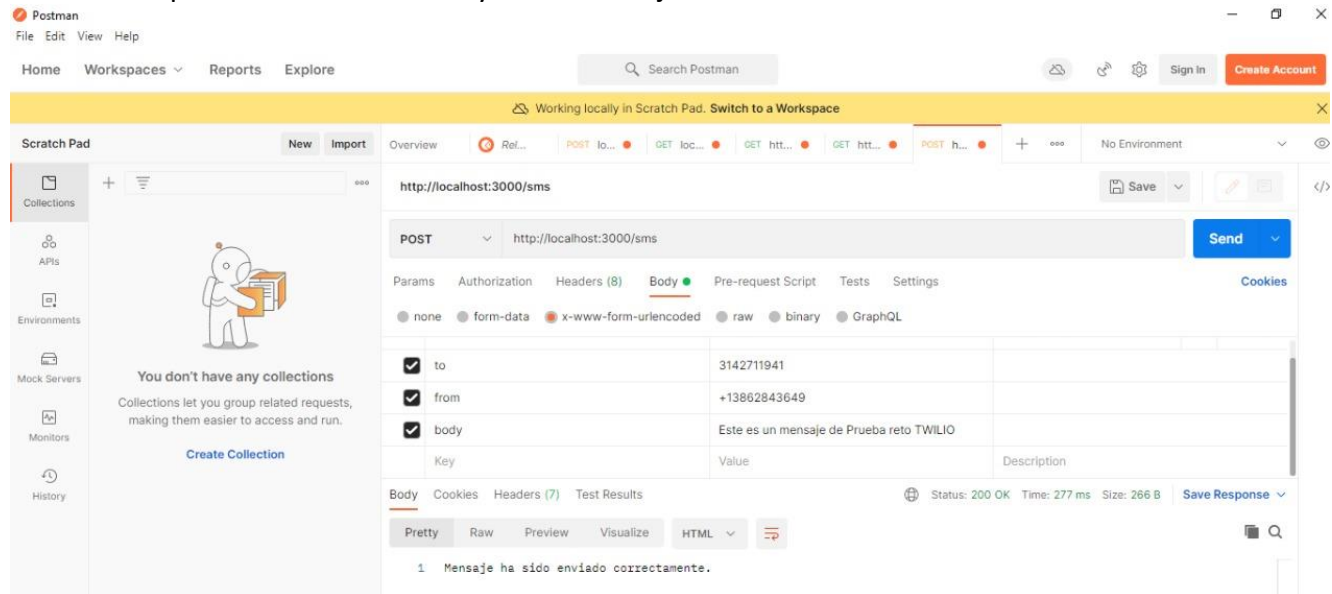 Postman
File Edit View Help
Home Workspaces Reports Explore Search Postman Sign In Create Account
Working locally in Scratch Pad. Switch to a Workspace
Scratch Pad New Import Overview Rel... POST lo... GET loc... GET htt... GET htt... POST h... No Environment
Collections
http://localhost:3000/sms Save
APIs
POST http://localhost:3000/sms Send
Params Authorization Headers (8) Body Pre-request Script Tests Settings Cookies
Environments
none form-data x-www-form-urlencoded raw binary GraphQL
Mock Servers
You don't have any collections
Collections let you group related requests,
making them easier to access and run.
Create Collection
Monitors
History
to 3142711941
from +13862843649
body Este es un mensaje de Prueba reto TWILIO
Key Value Description
Body Cookies Headers (7) Test Results Status: 200 OK Time: 277 ms Size: 266 B Save Response
Pretty Raw Preview Visualize HTML
1 Mensaje ha sido enviado correctamente.